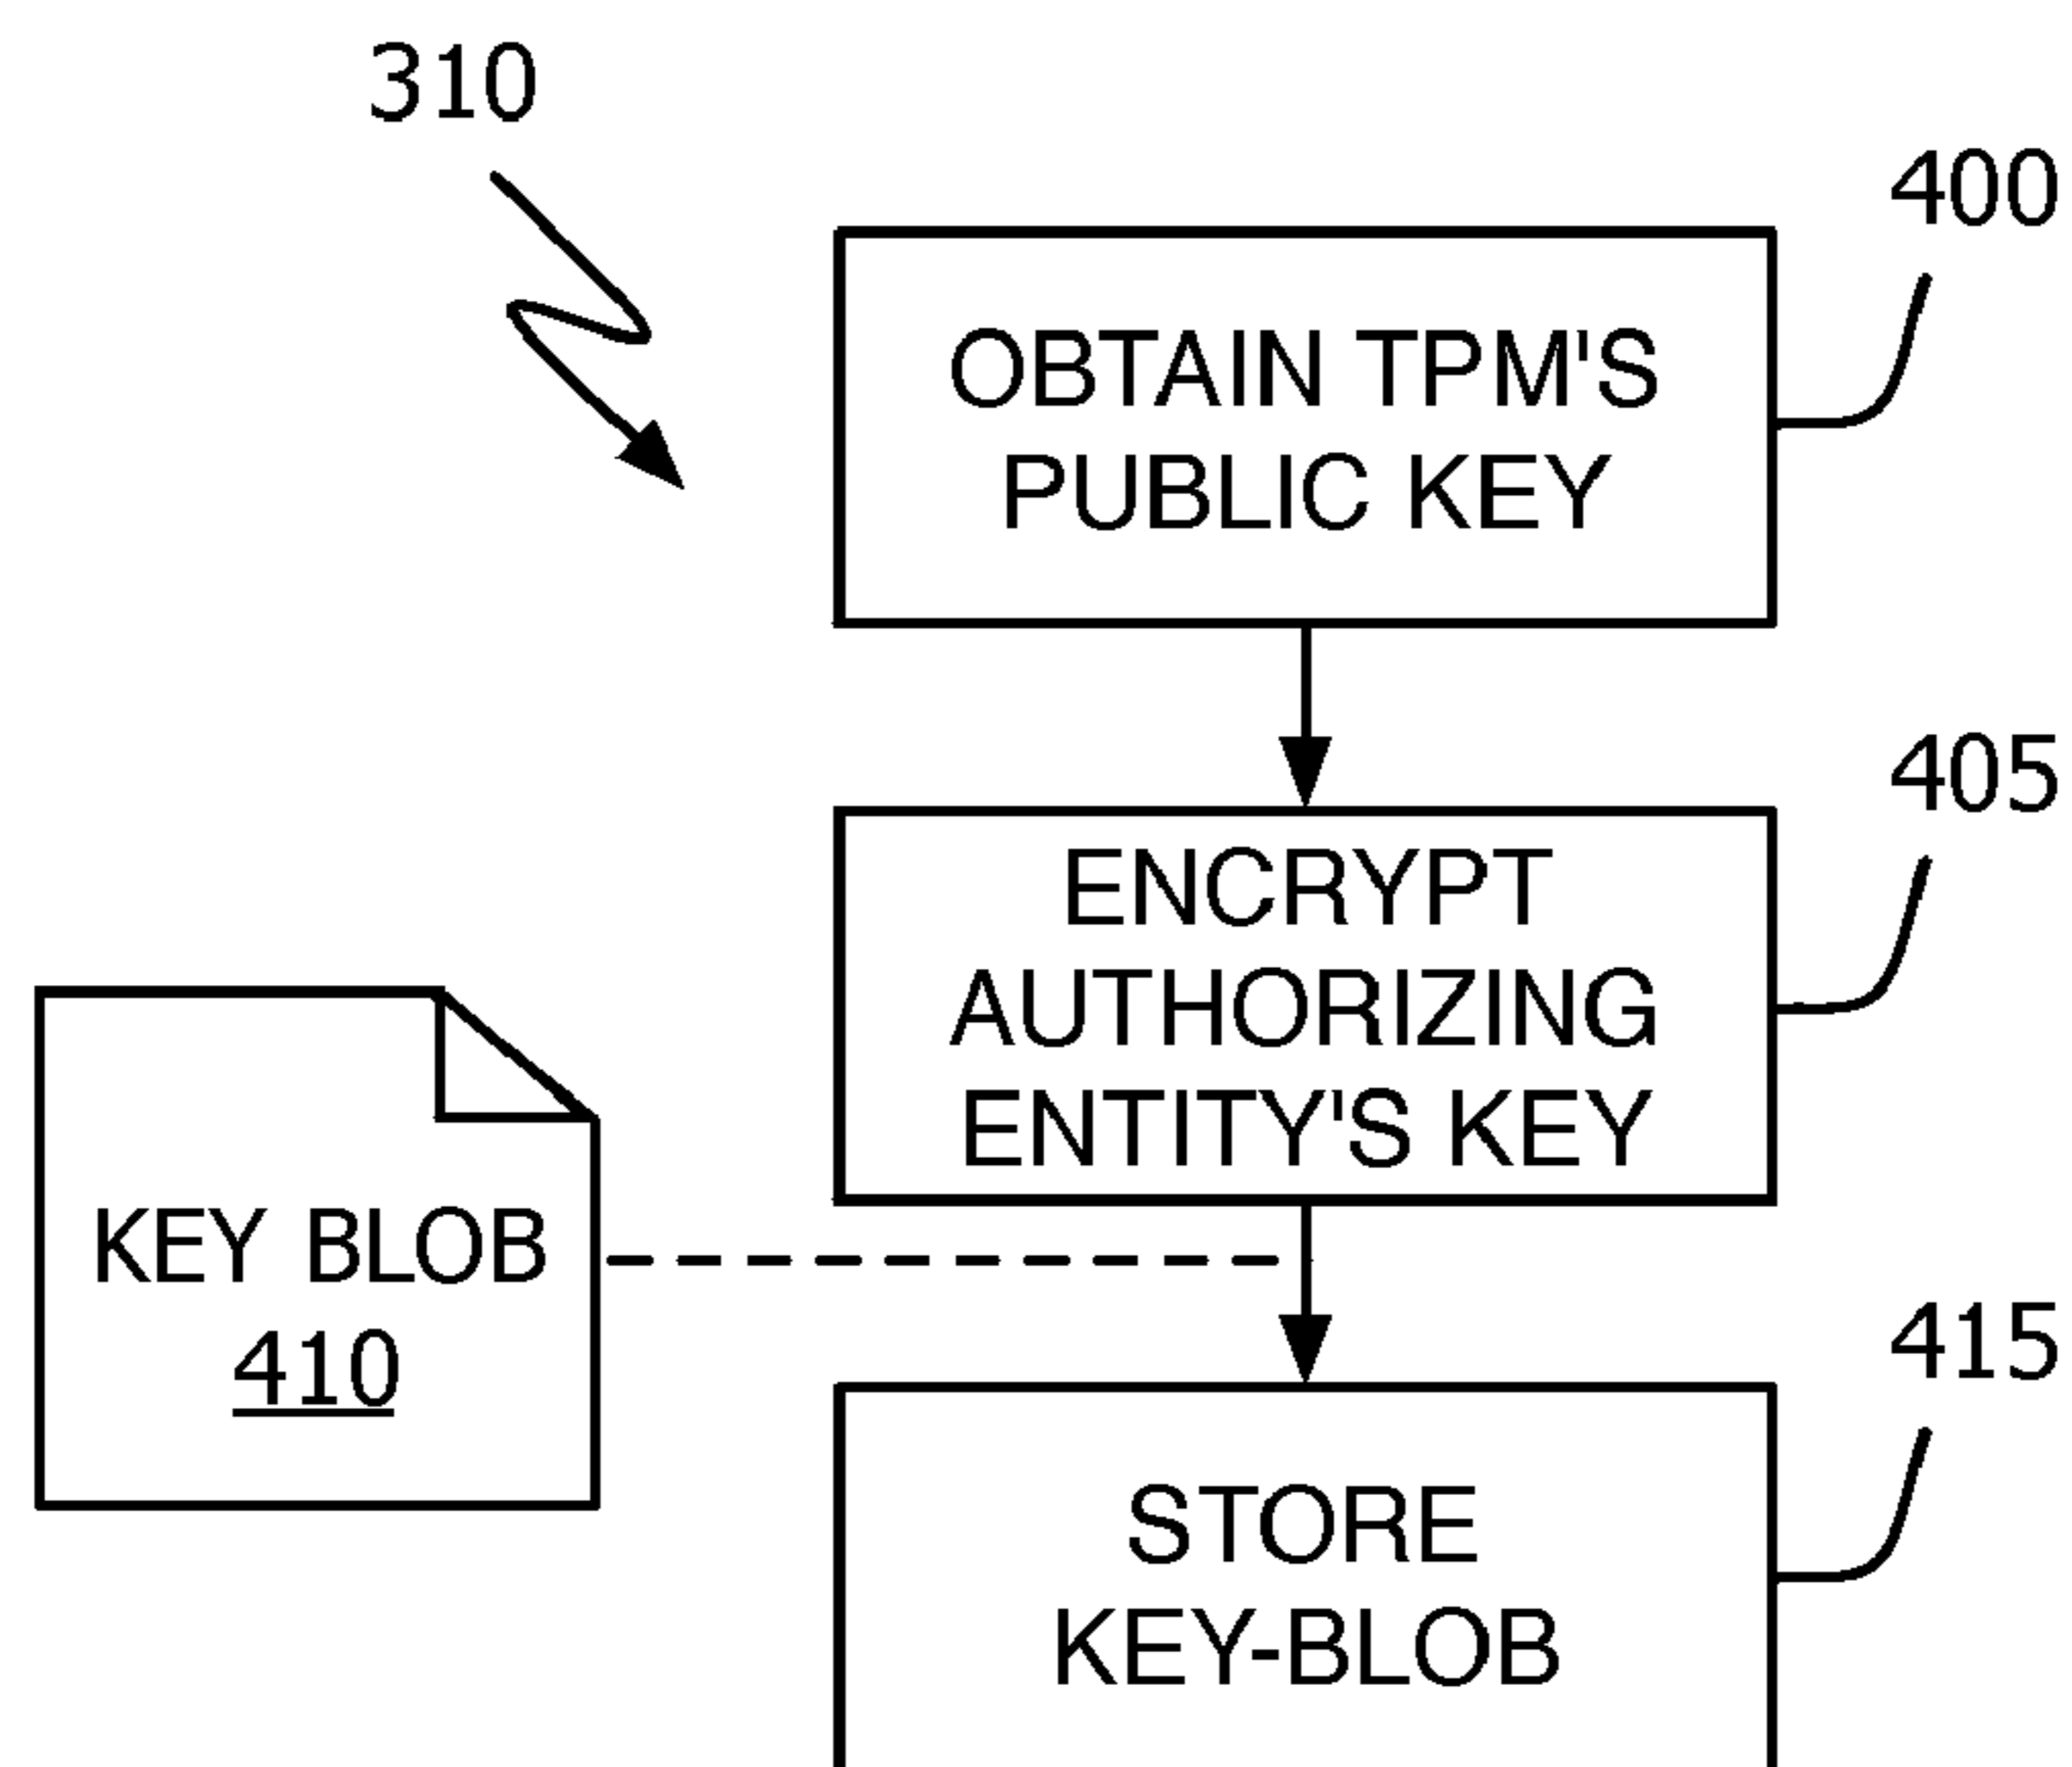 310
400
OBTAIN TPM'S
PUBLIC KEY
405
ENCRYPT
AUTHORIZING
ENTITY'S KEY
KEY BLOB
410
415
STORE
KEY-BLOB